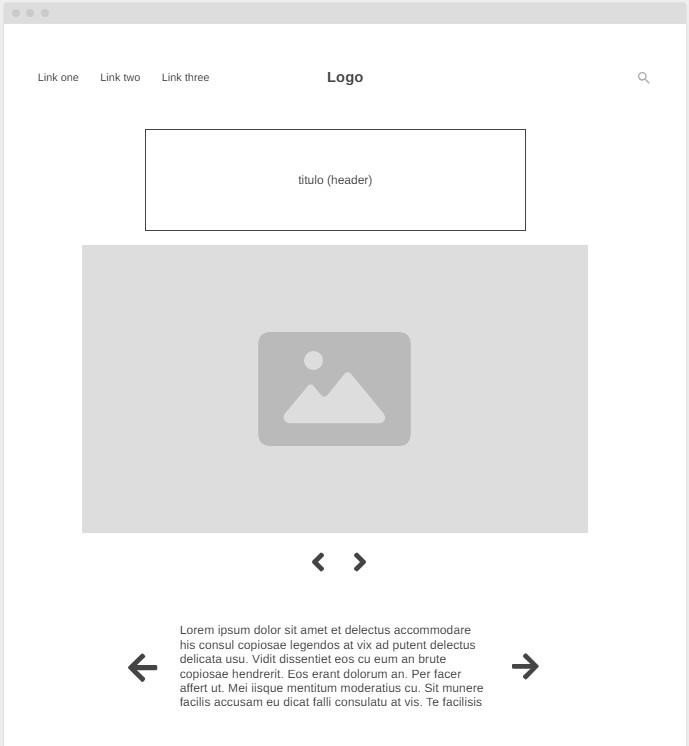 Link one Link two Link three Logo
titulo (header)
Lorem ipsum dolor sit amet et delectus accommodare
his consul copiosae legendos at vix ad putent delectus
delicata usu. Vidit dissentiet eos cu eum an brute
copiosae hendrerit. Eos erant dolorum an. Per facer
affert ut. Mei iisque mentitum moderatius cu. Sit munere
facilis accusam eu dicat falli consulatu at vis. Te facilisis